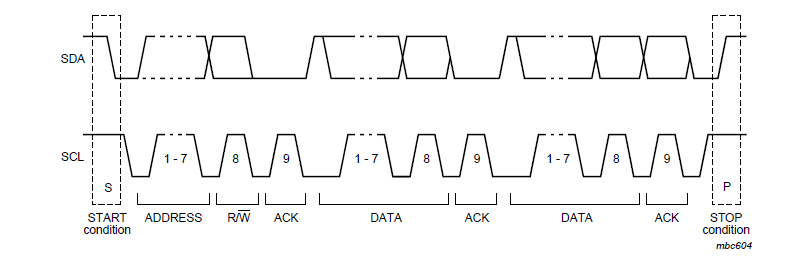 SDA
SCL
1 - 7
8
9
1 - 7
8
9
1 - 7
8
9
S
P
START
condition
ADDRESS
R/W̅
ACK
DATA
ACK
DATA
ACK
STOP
condition
mbc604